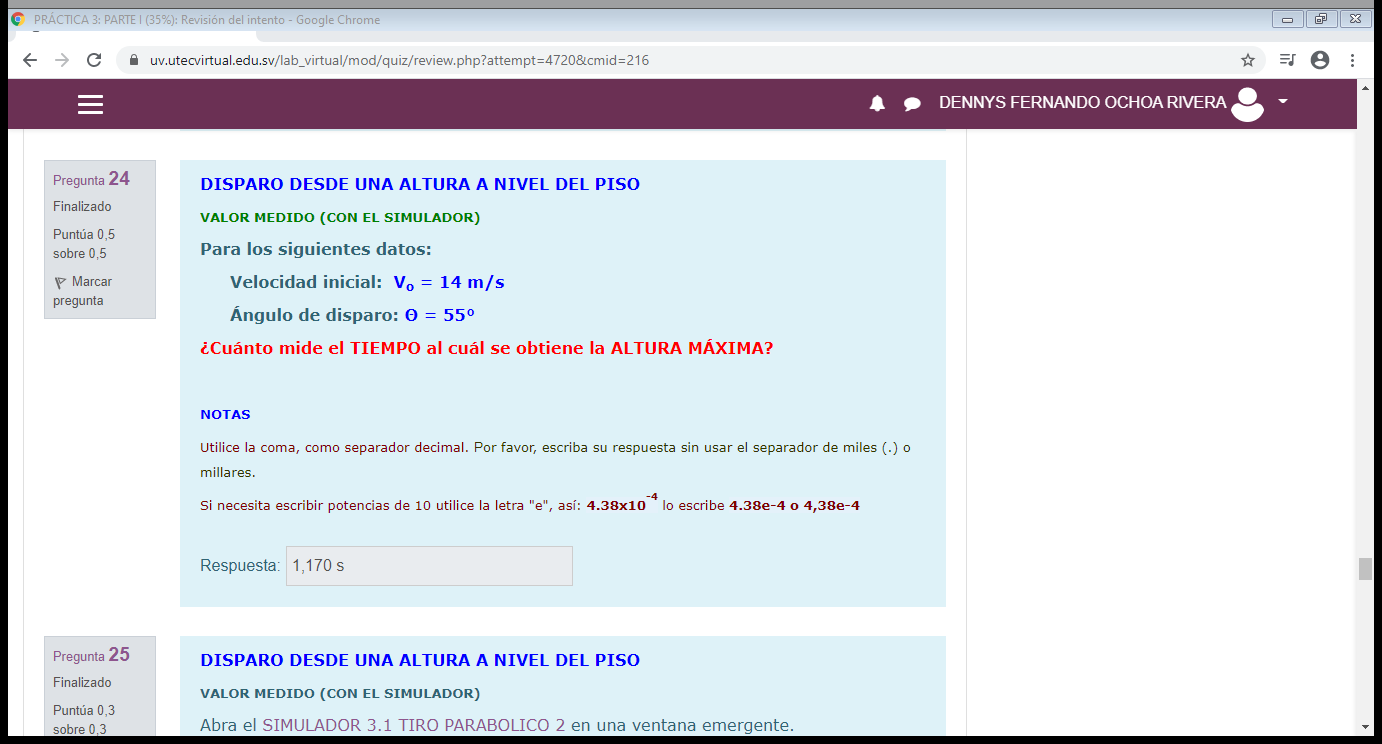 PRÁCTICA 3: PARTE I (35%): Revisión del intento - Google Chrome
uv.utecvirtual.edu.sv/lab_virtual/mod/quiz/review.php?attempt=4720&cmid=216
DENNYS FERNANDO OCHOA RIVERA
Pregunta 24
Finalizado
Puntúa 0,5
sobre 0,5
Marcar
pregunta
DISPARO DESDE UNA ALTURA A NIVEL DEL PISO
VALOR MEDIDO (CON EL SIMULADOR)
Para los siguientes datos:
Velocidad inicial: Vo = 14 m/s
Ángulo de disparo: Θ = 55º
¿Cuánto mide el TIEMPO al cuál se obtiene la ALTURA MÁXIMA?
NOTAS
Utilice la coma, como separador decimal. Por favor, escriba su respuesta sin usar el separador de miles (.) o
millares.
Si necesita escribir potencias de 10 utilice la letra "e", así: 4.38x10-4 lo escribe 4.38e-4 o 4,38e-4
Respuesta: 1,170 s
Pregunta 25
Finalizado
Puntúa 0,3
sobre 0,3
DISPARO DESDE UNA ALTURA A NIVEL DEL PISO
VALOR MEDIDO (CON EL SIMULADOR)
Abra el SIMULADOR 3.1 TIRO PARABOLICO 2 en una ventana emergente.